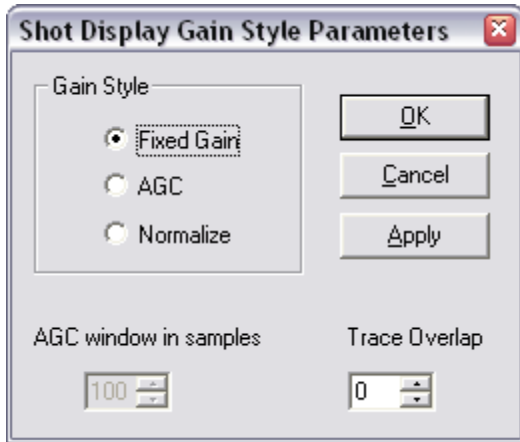 Shot Display Gain Style Parameters
Gain Style
Fixed Gain
AGC
Normalize
OK
Cancel
Apply
AGC window in samples
100
Trace Overlap
0